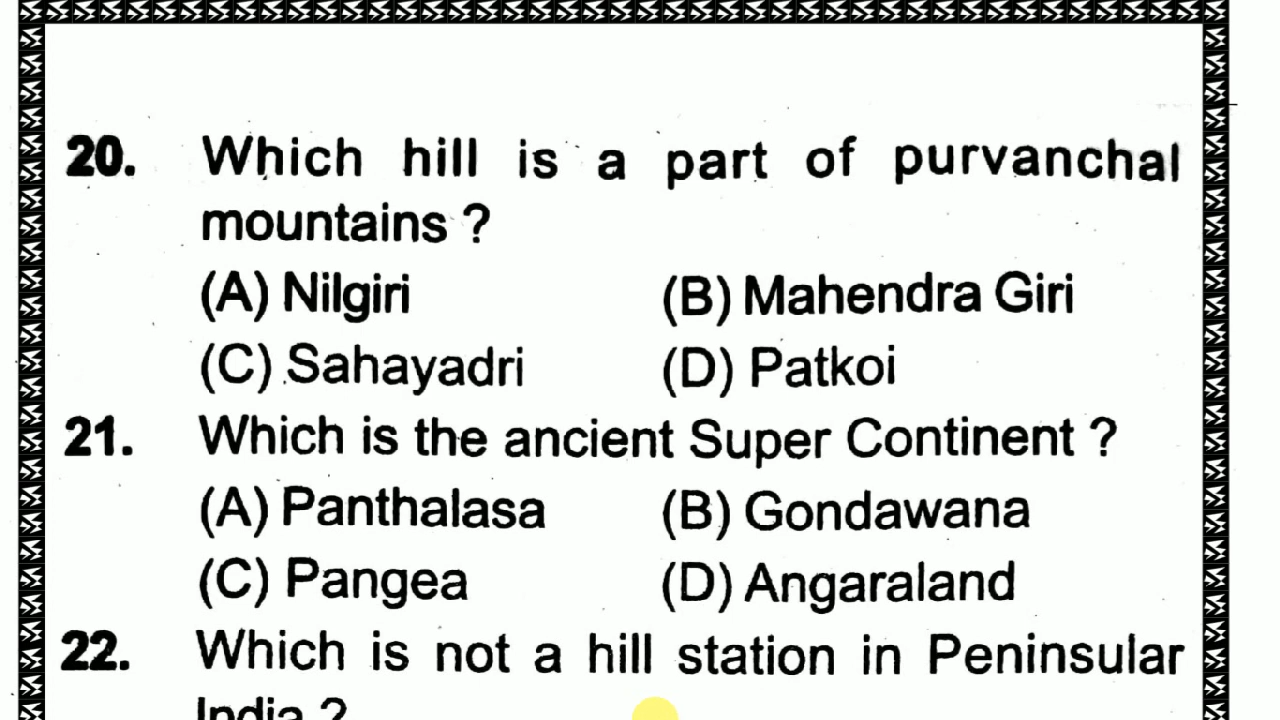 20. Which hill is a part of purvanchal
mountains ?
(A) Nilgiri (B) Mahendra Giri
(C) Sahayadri (D) Patkoi
21. Which is the ancient Super Continent ?
(A) Panthalasa (B) Gondawana
(C) Pangea (D) Angaraland
22. Which is not a hill station in Peninsular
India ?